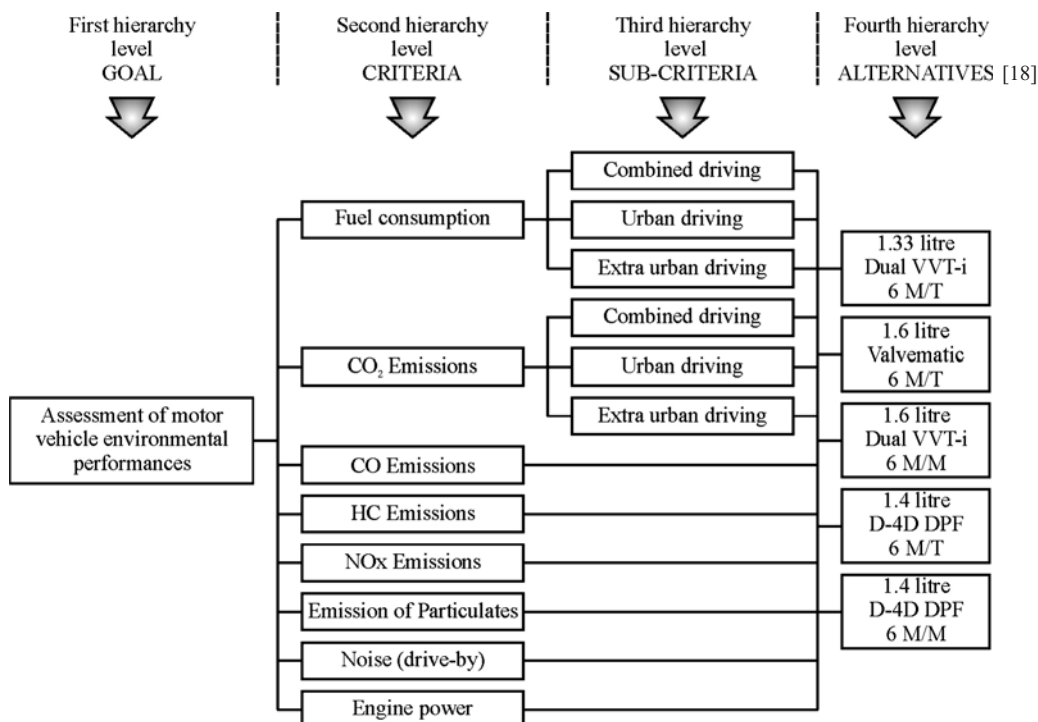 First hierarchy
level
GOAL
Second hierarchy
level
CRITERIA
Third hierarchy
level
SUB-CRITERIA
Fourth hierarchy
level
ALTERNATIVES [18]
Assessment of motor
vehicle environmental
performances
Fuel consumption
CO₂ Emissions
CO Emissions
HC Emissions
NOx Emissions
Emission of Particulates
Noise (drive-by)
Engine power
Combined driving
Urban driving
Extra urban driving
Combined driving
Urban driving
Extra urban driving
1.33 litre
Dual VVT-i
6 M/T
1.6 litre
Valvematic
6 M/T
1.6 litre
Dual VVT-i
6 M/M
1.4 litre
D-4D DPF
6 M/T
1.4 litre
D-4D DPF
6 M/M